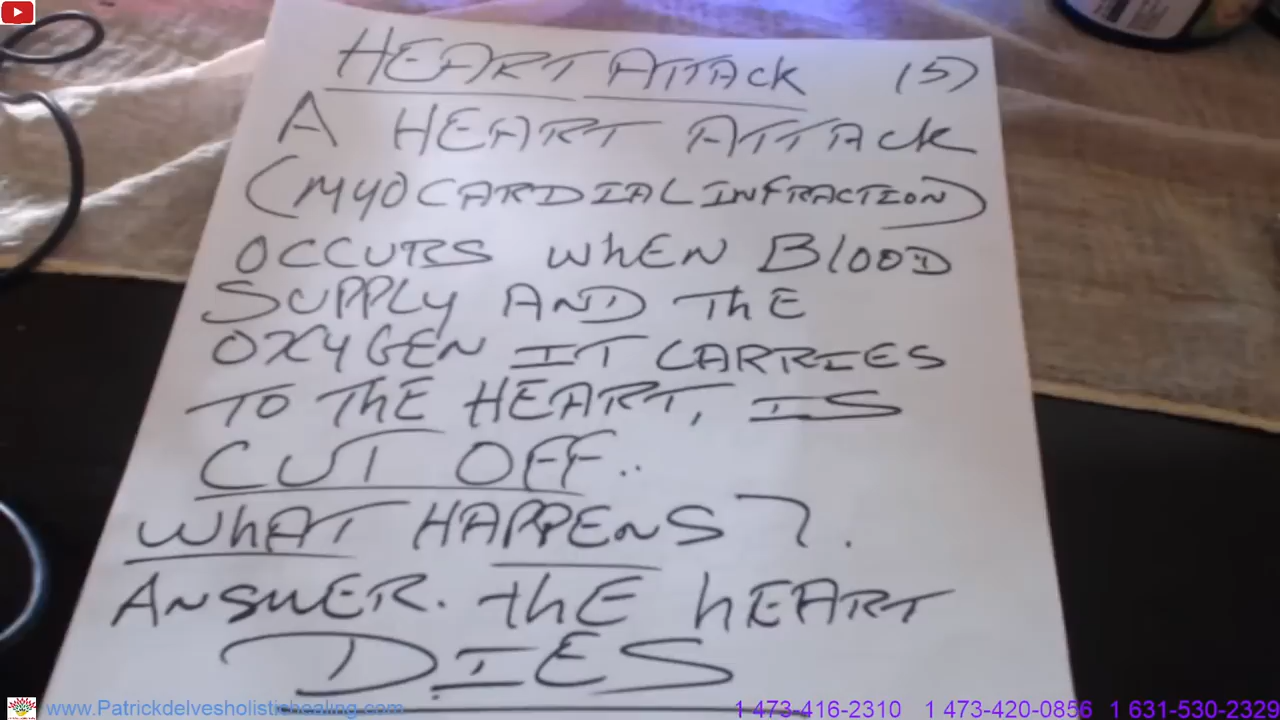 HEART ATTACK (5)
A HEART ATTACK
(MYOCARDIAL INFRACTION)
OCCURS WHEN BLOOD
SUPPLY AND THE
OXYGEN IT CARRIES
TO THE HEART, IS
CUT OFF..
WHAT HAPPENS?.
ANSWER. THE HEART
DIES
www.Patrickdelvesholistichealing.com 1 473-416-2310 1 473-420-0856 1 631-530-2329